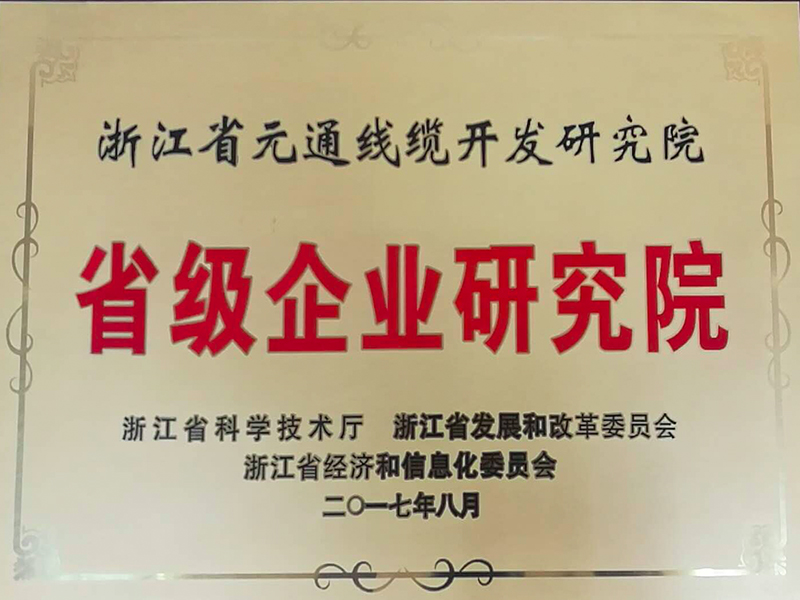 浙江省元通线缆开发研究院
省级企业研究院
浙江省科学技术厅 浙江省发展和改革委员会
浙江省经济和信息化委员会
二〇一七年八月